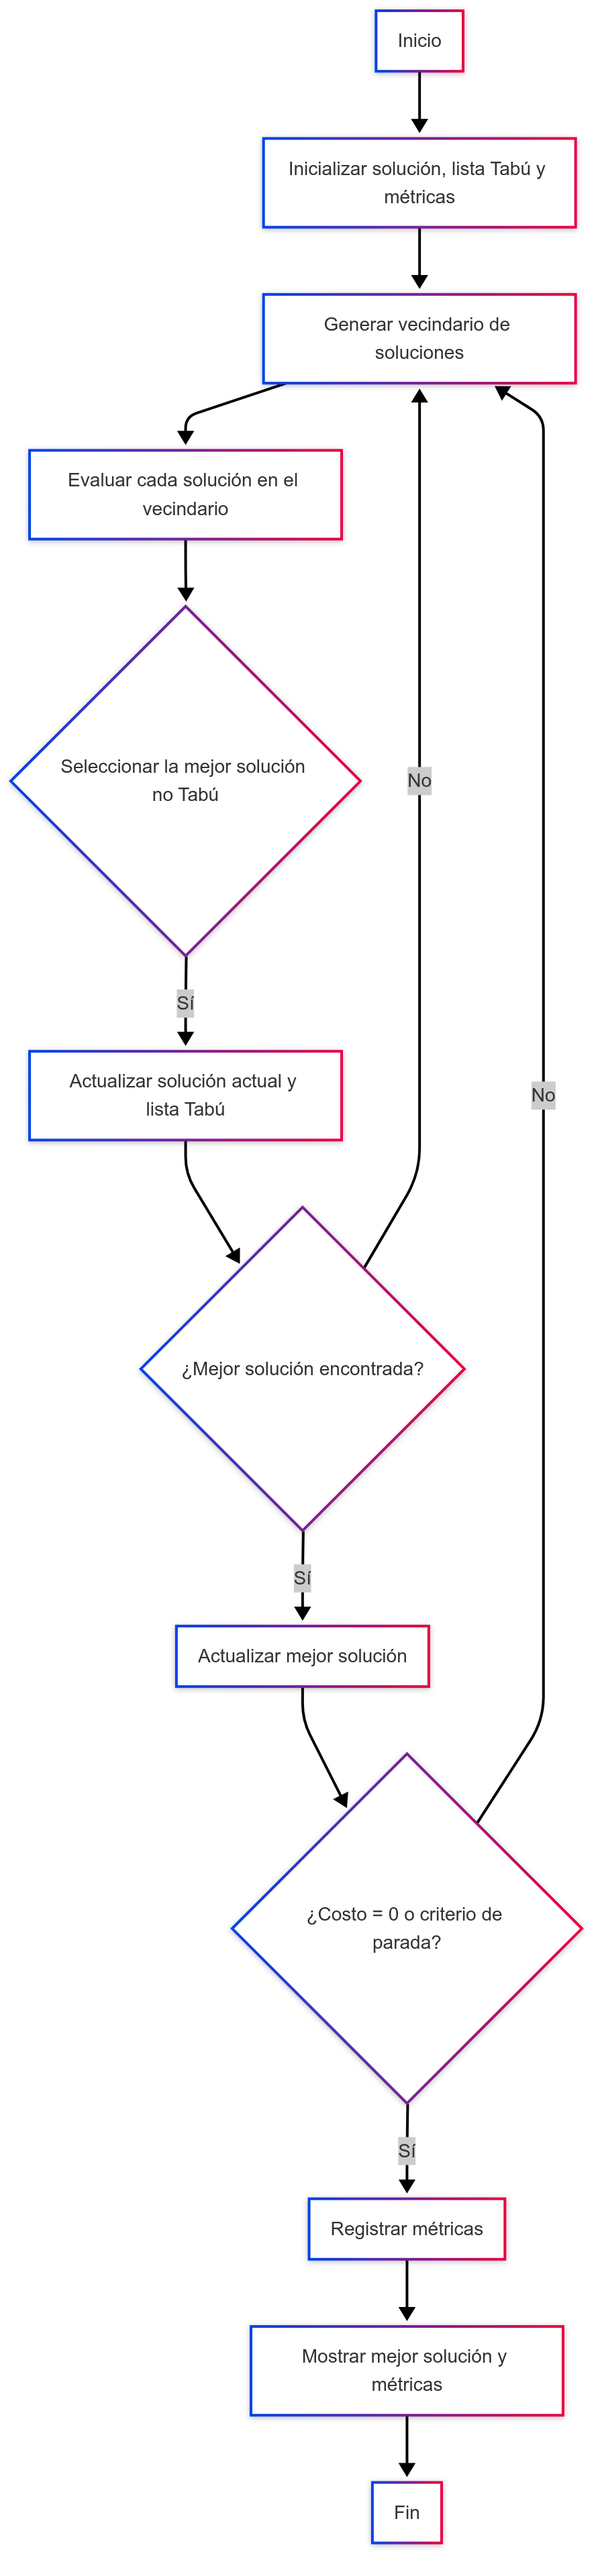 Inicio
Inicializar solución, lista Tabú y
métricas
Generar vecindario de
soluciones
Evaluar cada solución en el
vecindario
Seleccionar la mejor solución
no Tabú
No
Sí
Actualizar solución actual y
lista Tabú
No
¿Mejor solución encontrada?
Sí
Actualizar mejor solución
¿Costo = 0 o criterio de
parada?
Sí
Registrar métricas
Mostrar mejor solución y
métricas
Fin